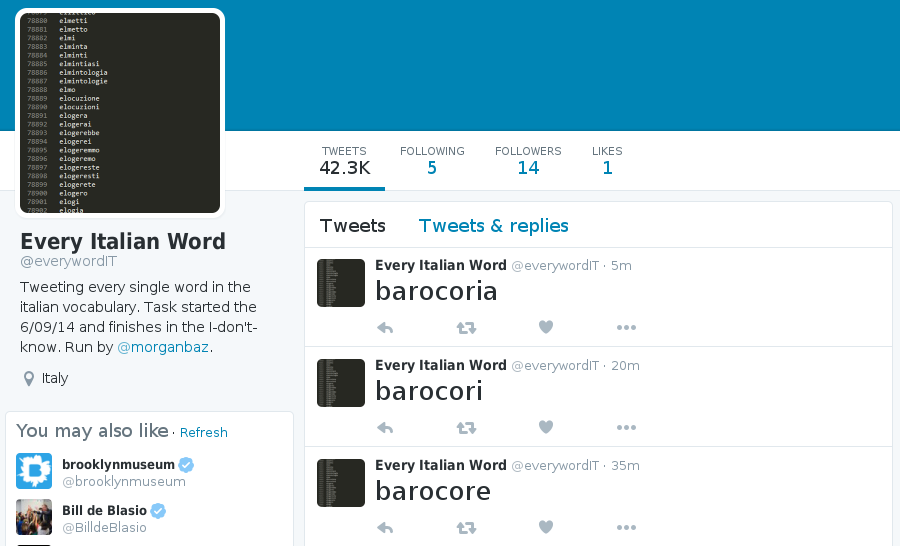 78880 elmetti
78881 elmetto
78882 elmi
78883 elminta
78884 elminti
78885 elmintiasi
78886 elmintologia
78887 elmintologie
78888 elmo
78889 elocuzione
78890 elocuzioni
78891 elogera
78892 elogerai
78893 elogerebbe
78894 elogerei
78895 elogeremmo
78896 elogeremo
78897 elogereste
78898 elogeresti
78899 elogerete
78900 elogero
78901 elogi
78902 elogia
TWEETS FOLLOWING FOLLOWERS LIKES
42.3K 5 14 1
Every Italian Word
@everywordIT
Tweeting every single word in the
italian vocabulary. Task started the
6/09/14 and finishes in the I-don't-
know. Run by @morganbaz.
Italy
You may also like · Refresh
brooklynmuseum
@brooklynmuseum
Bill de Blasio
@BilldeBlasio
Tweets Tweets & replies
Every Italian Word @everywordIT · 5m
barocoria
Every Italian Word @everywordIT · 20m
barocori
Every Italian Word @everywordIT · 35m
barocore